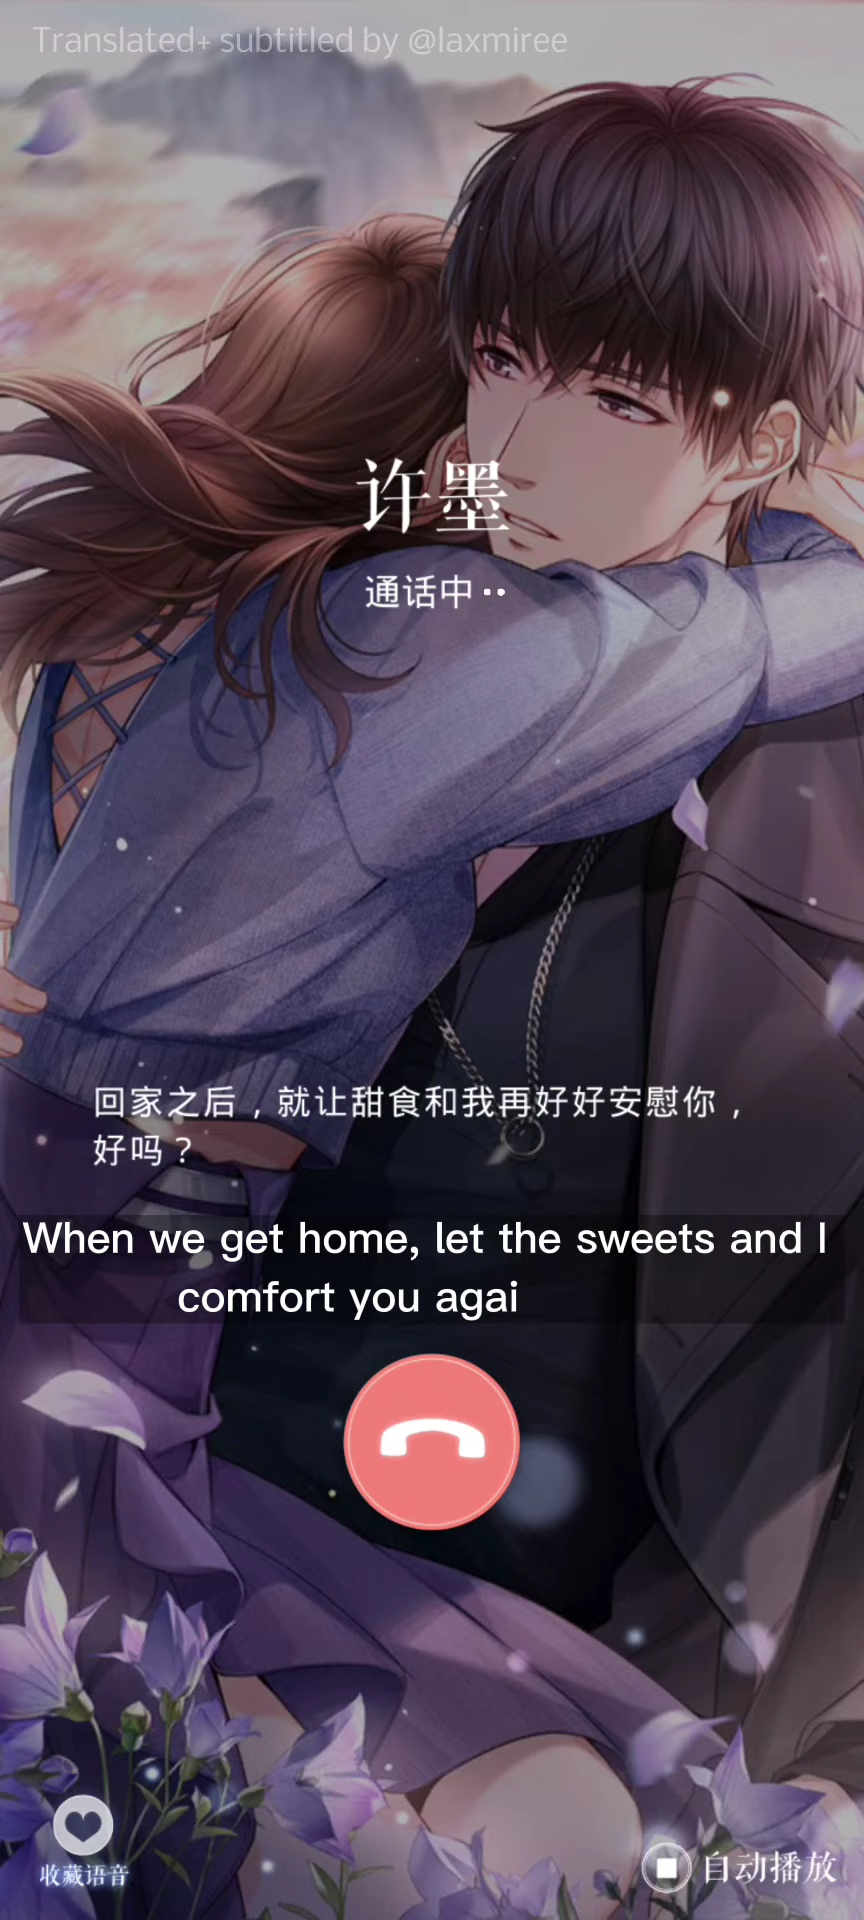 Translated+ subtitled by @laxmiree
许墨
通话中··
回家之后，就让甜食和我再好好安慰你，
好吗？
When we get home, let the sweets and I
comfort you agai
收藏语音
自动播放